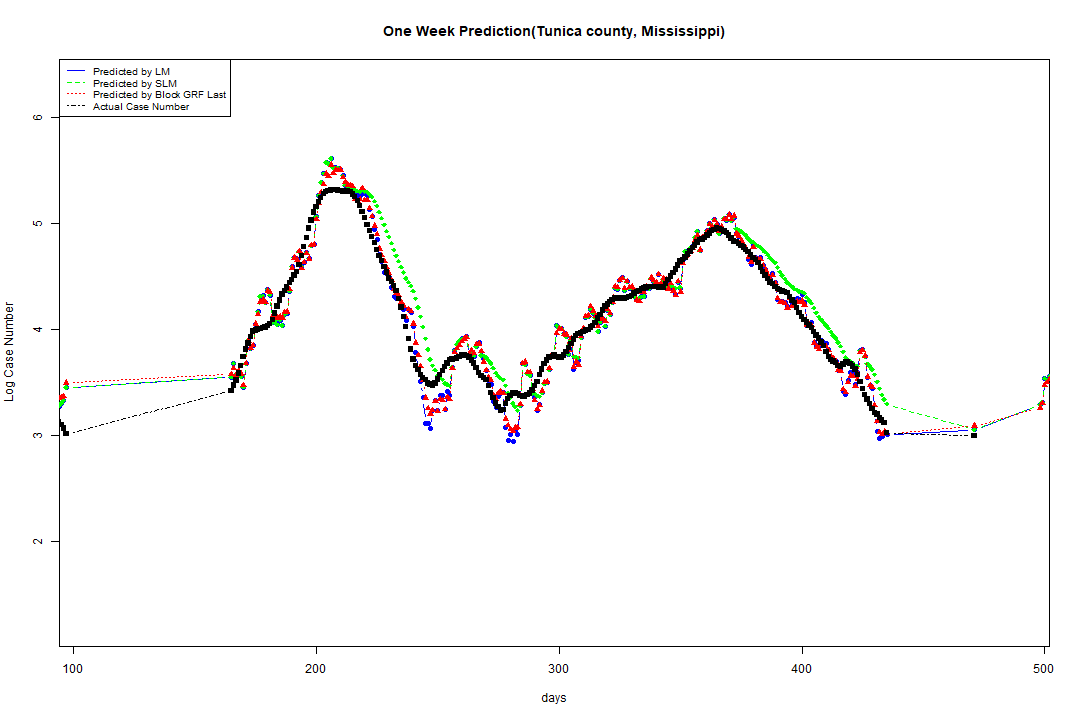 One Week Prediction(Tunica county, Mississippi)
Predicted by LM
Predicted by SLM
Predicted by Block GRF Last
Actual Case Number
6
5
4
3
2
Log Case Number
100 200 300 400 500
days